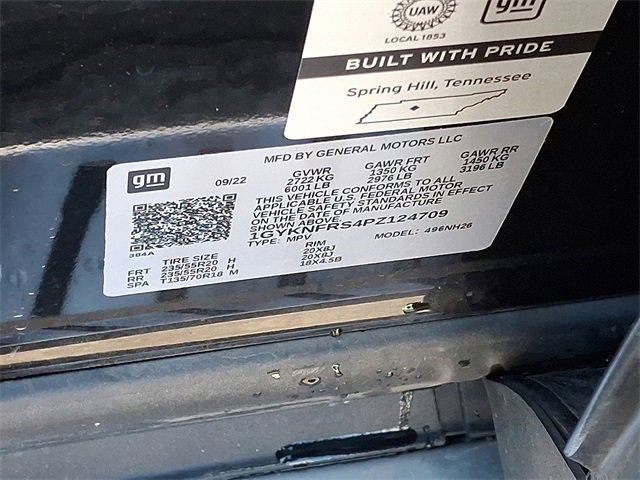 UAW
gm
LOCAL 1853
BUILT WITH PRIDE
Spring Hill, Tennessee
gm
MFD BY GENERAL MOTORS LLC
09/22
GVWR GAWR FRT GAWR RR
2722 KG 1350 KG 1450 KG
6001 LB 2976 LB 3196 LB
THIS VEHICLE CONFORMS TO ALL
APPLICABLE U.S. FEDERAL MOTOR
VEHICLE SAFETY STANDARDS IN EFFECT
ON THE DATE OF MANUFACTURE
SHOWN ABOVE.
1GYKNFRS4PZ124709
TYPE: MPV MODEL: 496NH26
384A
TIRE SIZE RIM
FRT 235/55R20 H 20X8J
RR 235/55R20 H 20X8J
SPA T135/70R18 M 18X4.5B